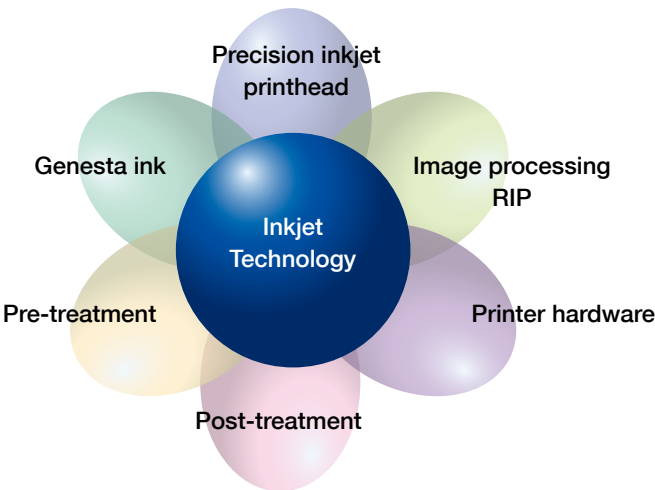 Precision inkjet
printhead
Genesta ink
Image processing
RIP
Inkjet
Technology
Pre-treatment
Printer hardware
Post-treatment